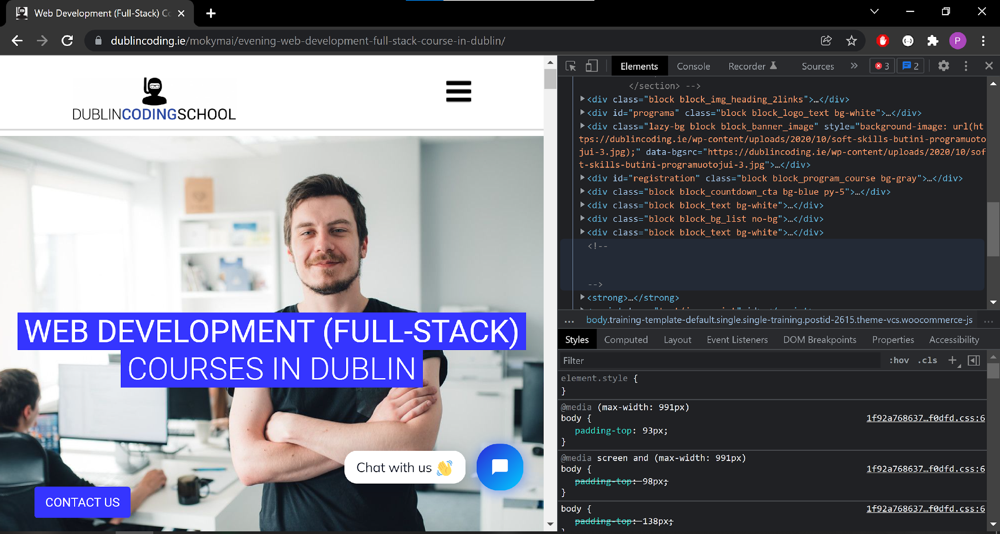 Web Development (Full-Stack) Co
dublincoding.ie/mokymai/evening-web-development-full-stack-course-in-dublin/
P
DUBLINCODINGSCHOOL
WEB DEVELOPMENT (FULL-STACK)
COURSES IN DUBLIN
Chat with us 👋
CONTACT US
Elements Console Recorder Sources » 3 2
</section> -->
<div class="block block_img_heading_2links">…</div>
<div id="programa" class="block block_logo_text bg-white">…</div>
<div class="lazy-bg block block_banner_image" style="background-image: url(ht
tps://dublincoding.ie/wp-content/uploads/2020/10/soft-skills-butini-programuoto
jui-3.jpg);" data-bgsrc="https://dublincoding.ie/wp-content/uploads/2020/10/sof
t-skills-butini-programuotojui-3.jpg">…</div>
<div id="registration" class="block block_program_course bg-gray">…</div>
<div class="block block_countdown_cta bg-blue py-5">…</div>
<div class="block block_text bg-white">…</div>
<div class="block block_bg_list no-bg">…</div>
<div class="block block_text bg-white">…</div>
<!--
-->
<strong>…</strong>
... body.training-template-default.single.single-training.postid-2615.theme-vcs.woocommerce-js ...
Styles Computed Layout Event Listeners DOM Breakpoints Properties Accessibility
Filter :hov .cls +
element.style {
}
@media (max-width: 991px)
body { 1f92a768637…f0dfd.css:6
padding-top: 93px;
}
@media screen and (max-width: 991px)
body { 1f92a768637…f0dfd.css:6
padding-top: 98px;
}
body { 1f92a768637…f0dfd.css:6
padding-top: 138px;